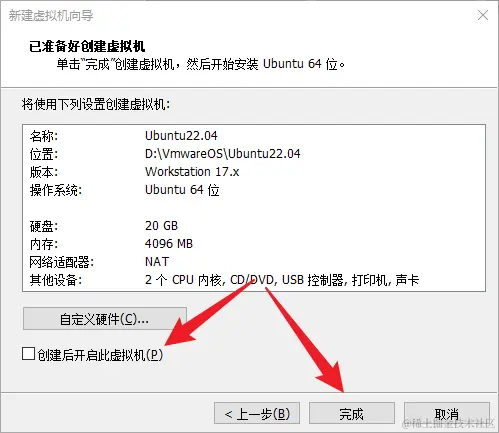 新建虚拟机向导
已准备好创建虚拟机
单击"完成"创建虚拟机，然后开始安装 Ubuntu 64 位。
将使用下列设置创建虚拟机:
名称: Ubuntu22.04
位置: D:\VmwareOS\Ubuntu22.04
版本: Workstation 17.x
操作系统: Ubuntu 64 位
硬盘: 20 GB
内存: 4096 MB
网络适配器: NAT
其他设备: 2 个 CPU 内核, CD/DVD, USB 控制器, 打印机, 声卡
自定义硬件(C)...
创建后开启此虚拟机(P)
< 上一步(B)
完成
取消
@稀土掘金技术社区